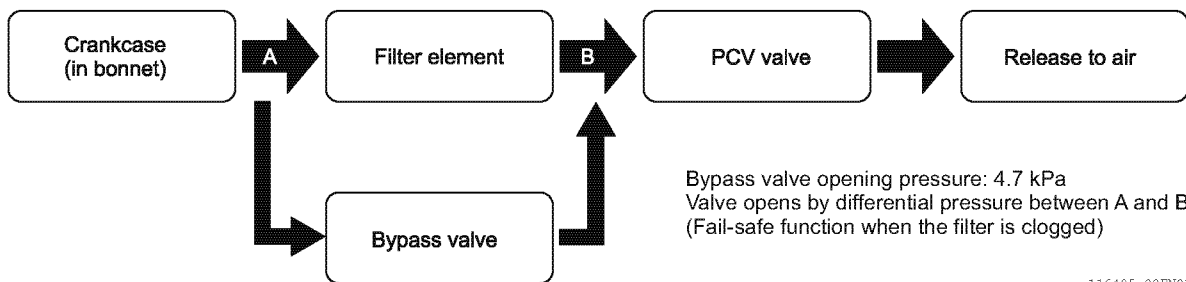 Crankcase
(in bonnet)
A
Filter element
B
PCV valve
Release to air
Bypass valve
Bypass valve opening pressure: 4.7 kPa
Valve opens by differential pressure between A and B
(Fail-safe function when the filter is clogged)